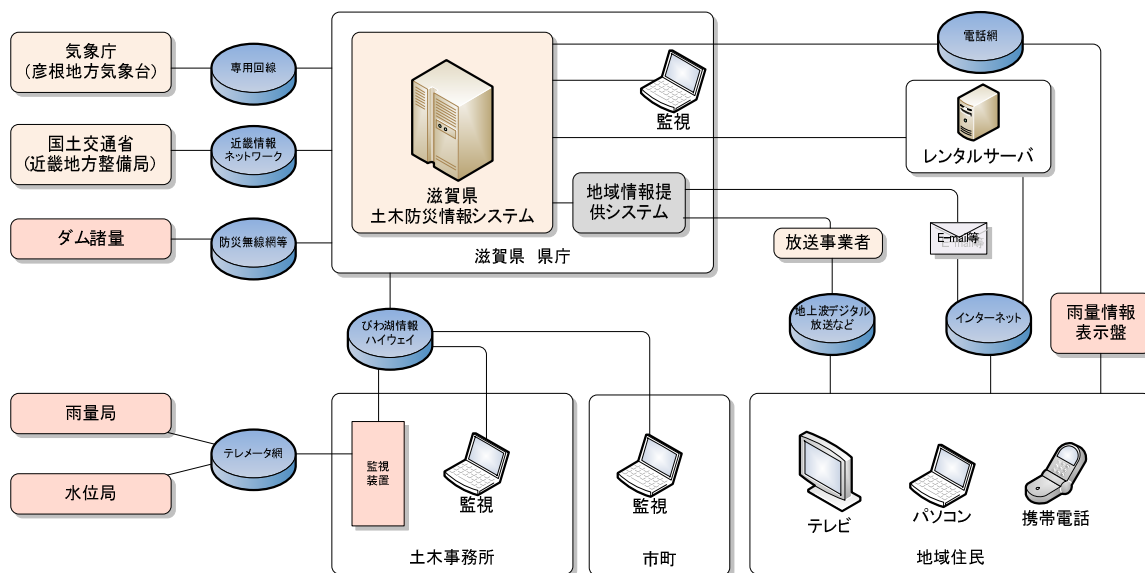 気象庁
(彦根地方気象台)
専用回線
国土交通省
(近畿地方整備局)
近畿情報
ネットワーク
ダム諸量
防災無線網等
滋賀県
土木防災情報システム
監視
地域情報提
供システム
滋賀県 県庁
電話網
レンタルサーバ
放送事業者
E-mail等
地上波デジタル
放送など
インターネット
雨量情報
表示盤
びわ湖情報
ハイウェイ
雨量局
水位局
テレメータ網
監視
装置
監視
土木事務所
監視
市町
テレビ
パソコン
携帯電話
地域住民